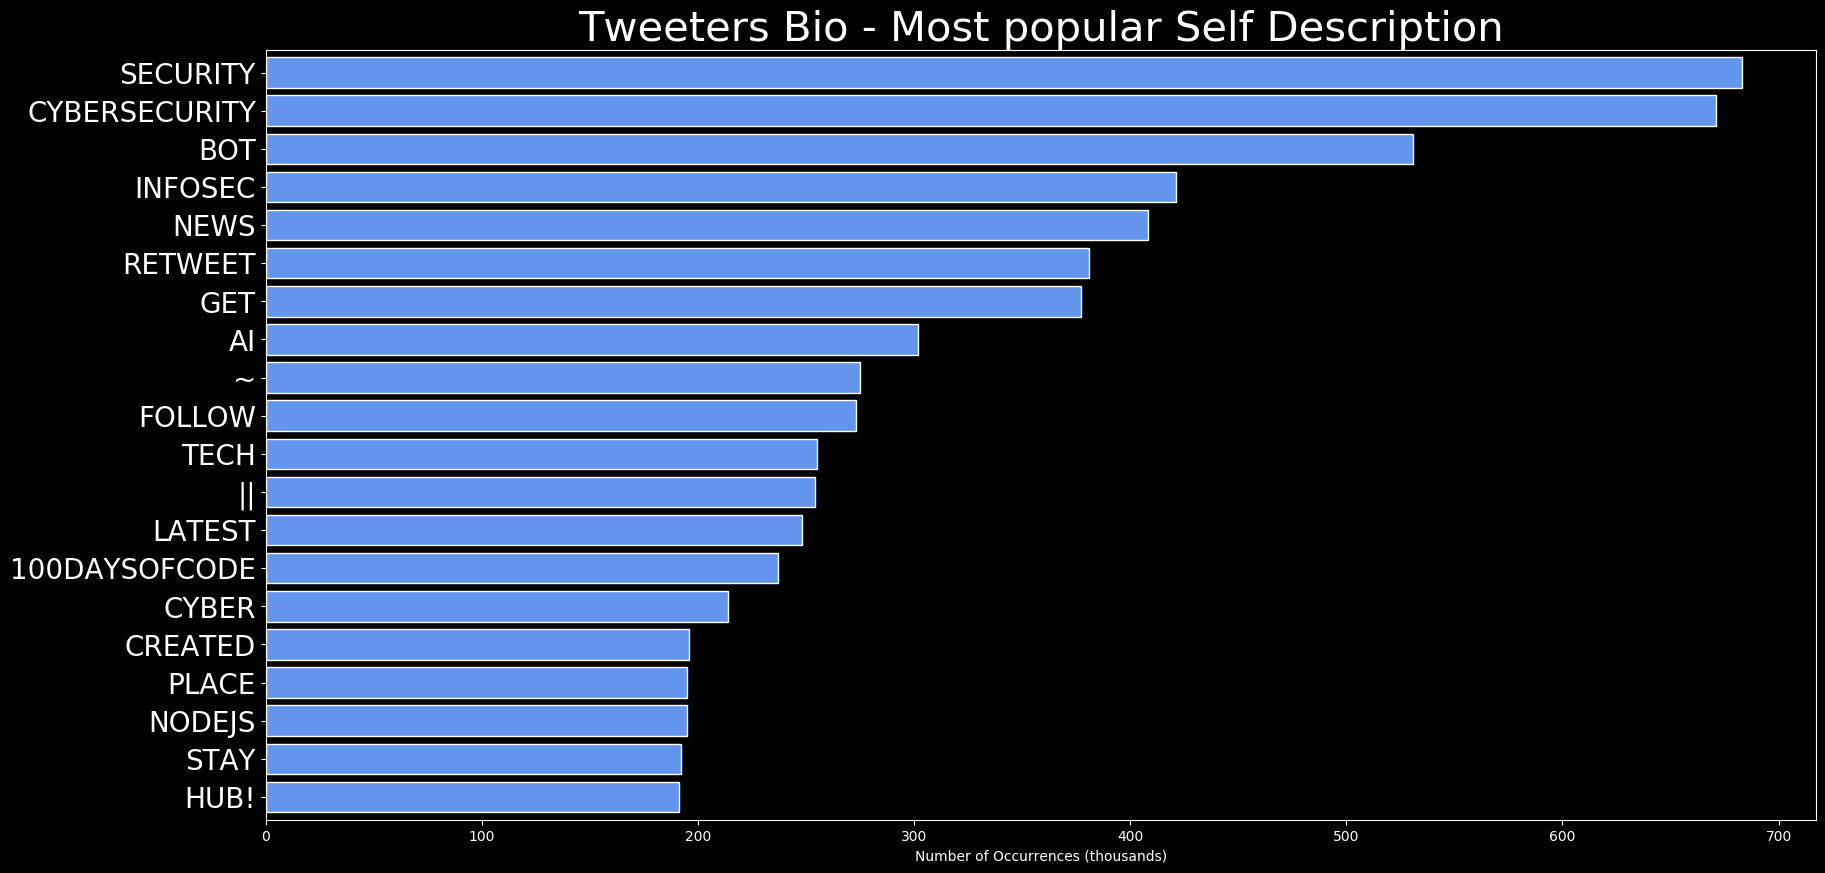 Tweeters Bio - Most popular Self Description
SECURITY
CYBERSECURITY
BOT
INFOSEC
NEWS
RETWEET
GET
AI
~
FOLLOW
TECH
||
LATEST
100DAYSOFCODE
CYBER
CREATED
PLACE
NODEJS
STAY
HUB!
0 100 200 300 400 500 600 700
Number of Occurrences (thousands)